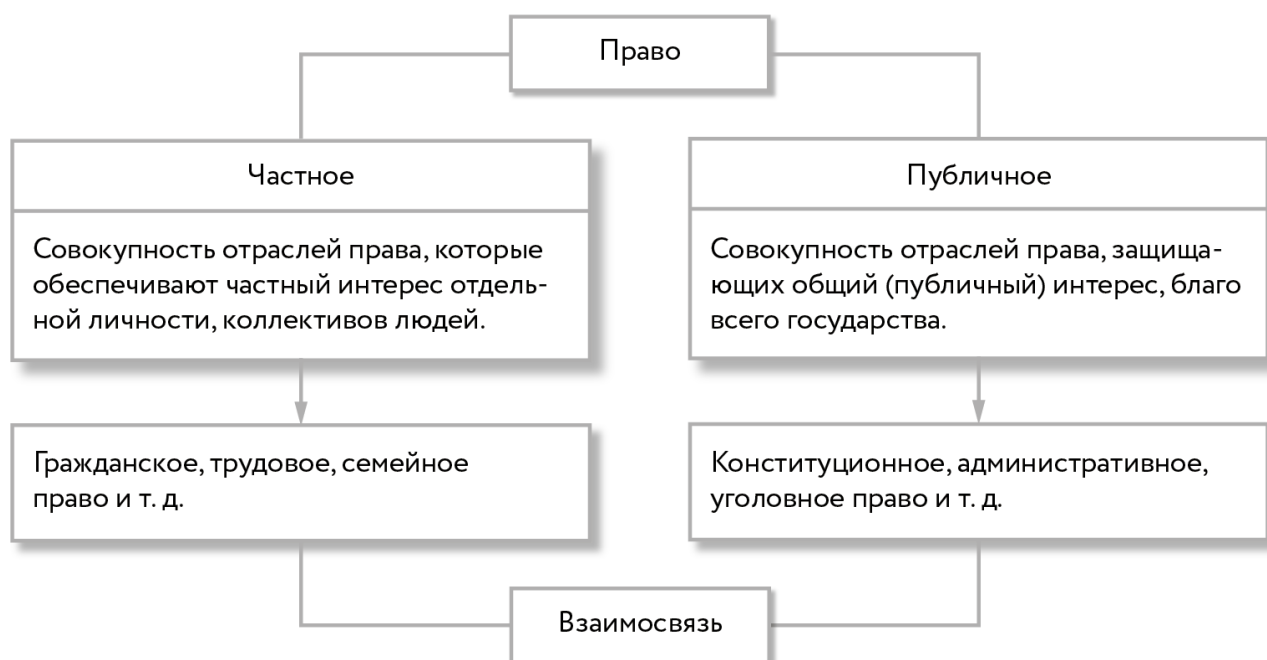 Право
Частное
Совокупность отраслей права, которые
обеспечивают частный интерес отдель-
ной личности, коллективов людей.
Гражданское, трудовое, семейное
право и т. д.
Публичное
Совокупность отраслей права, защища-
ющих общий (публичный) интерес, благо
всего государства.
Конституционное, административное,
уголовное право и т. д.
Взаимосвязь